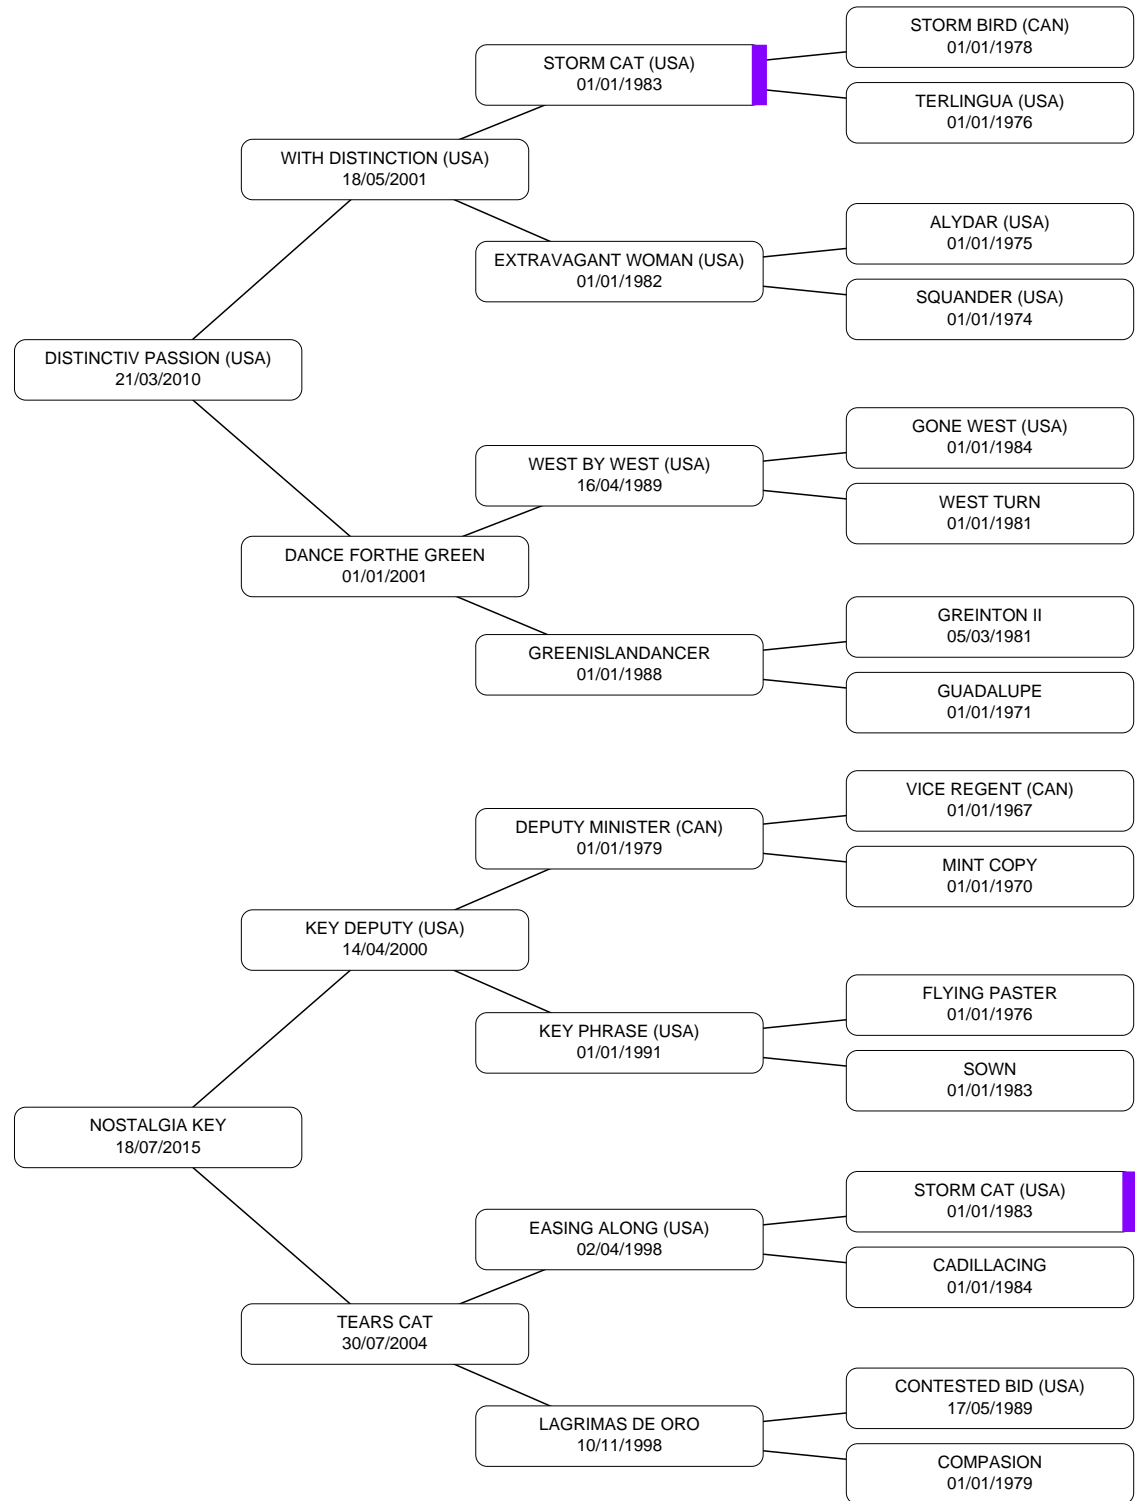 STORM BIRD (CAN)
01/01/1978
STORM CAT (USA)
01/01/1983
TERLINGUA (USA)
01/01/1976
WITH DISTINCTION (USA)
18/05/2001
ALYDAR (USA)
01/01/1975
EXTRAVAGANT WOMAN (USA)
01/01/1982
SQUANDER (USA)
01/01/1974
DISTINCTIV PASSION (USA)
21/03/2010
GONE WEST (USA)
01/01/1984
WEST BY WEST (USA)
16/04/1989
WEST TURN
01/01/1981
DANCE FORTHE GREEN
01/01/2001
GREINTON II
05/03/1981
GREENISLANDANCER
01/01/1988
GUADALUPE
01/01/1971
VICE REGENT (CAN)
01/01/1967
DEPUTY MINISTER (CAN)
01/01/1979
MINT COPY
01/01/1970
KEY DEPUTY (USA)
14/04/2000
FLYING PASTER
01/01/1976
KEY PHRASE (USA)
01/01/1991
SOWN
01/01/1983
NOSTALGIA KEY
18/07/2015
STORM CAT (USA)
01/01/1983
EASING ALONG (USA)
02/04/1998
CADILLACING
01/01/1984
TEARS CAT
30/07/2004
CONTESTED BID (USA)
17/05/1989
LAGRIMAS DE ORO
10/11/1998
COMPASION
01/01/1979